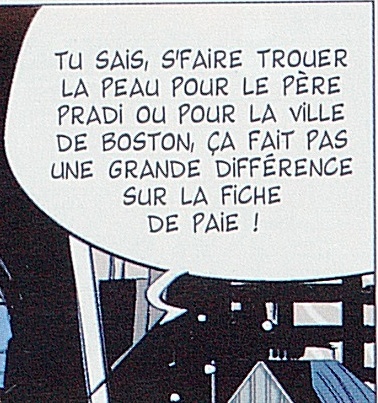 TU SAIS, S'FAIRE TROUER
LA PEAU POUR LE PÈRE
PRADI OU POUR LA VILLE
DE BOSTON, ÇA FAIT PAS
UNE GRANDE DIFFÉRENCE
SUR LA FICHE
DE PAIE !